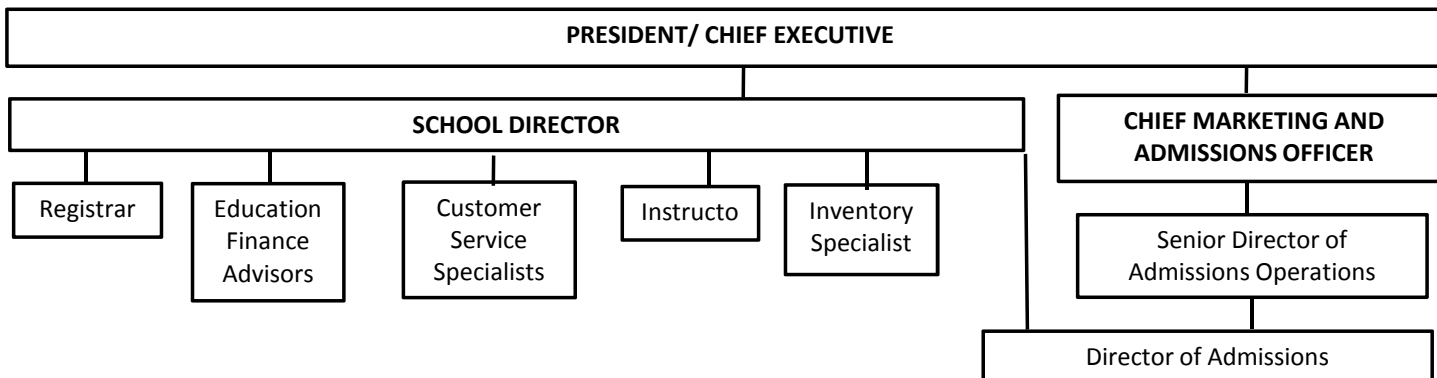 PRESIDENT/ CHIEF EXECUTIVE
SCHOOL DIRECTOR
CHIEF MARKETING AND
ADMISSIONS OFFICER
Registrar
Education
Finance
Advisors
Customer
Service
Specialists
Instructo
Inventory
Specialist
Senior Director of
Admissions Operations
Director of Admissions